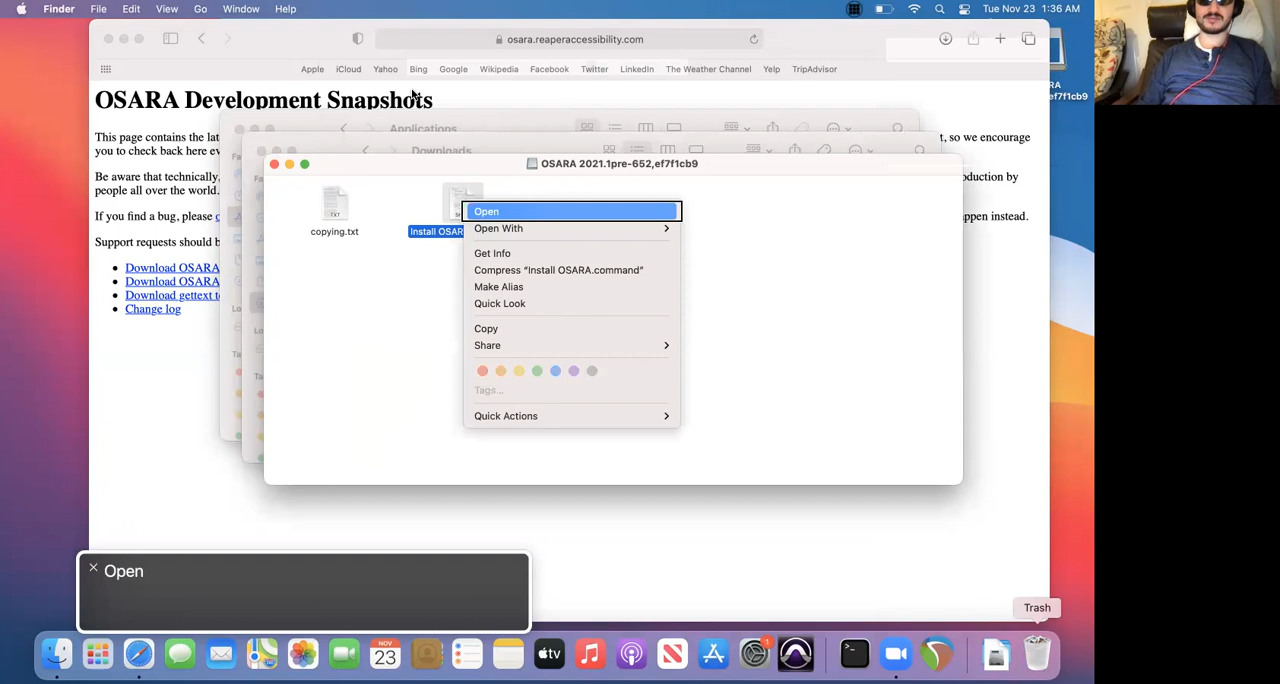 Finder File Edit View Go Window Help
Tue Nov 23 1:36 AM
osara.reaperaccessibility.com
Apple iCloud Yahoo Bing Google Wikipedia Facebook Twitter LinkedIn The Weather Channel Yelp TripAdvisor
OSARA Development Snapshots
This page contains the
t, so we encourage
you to check back here
Be aware that technically,
production by
people all over the world.
If you find a bug, please
happen instead.
Support requests should
Download OSARA
Download OSARA
Download gettext
Change log
Applications
Downloads
OSARA 2021.1pre-652,ef7f1cb9
copying.txt
TXT
Install OSAR
Open
Open With
Get Info
Compress “Install OSARA.command”
Make Alias
Quick Look
Copy
Share
Tags...
Quick Actions
Open
Trash
NOV
23
tv
1